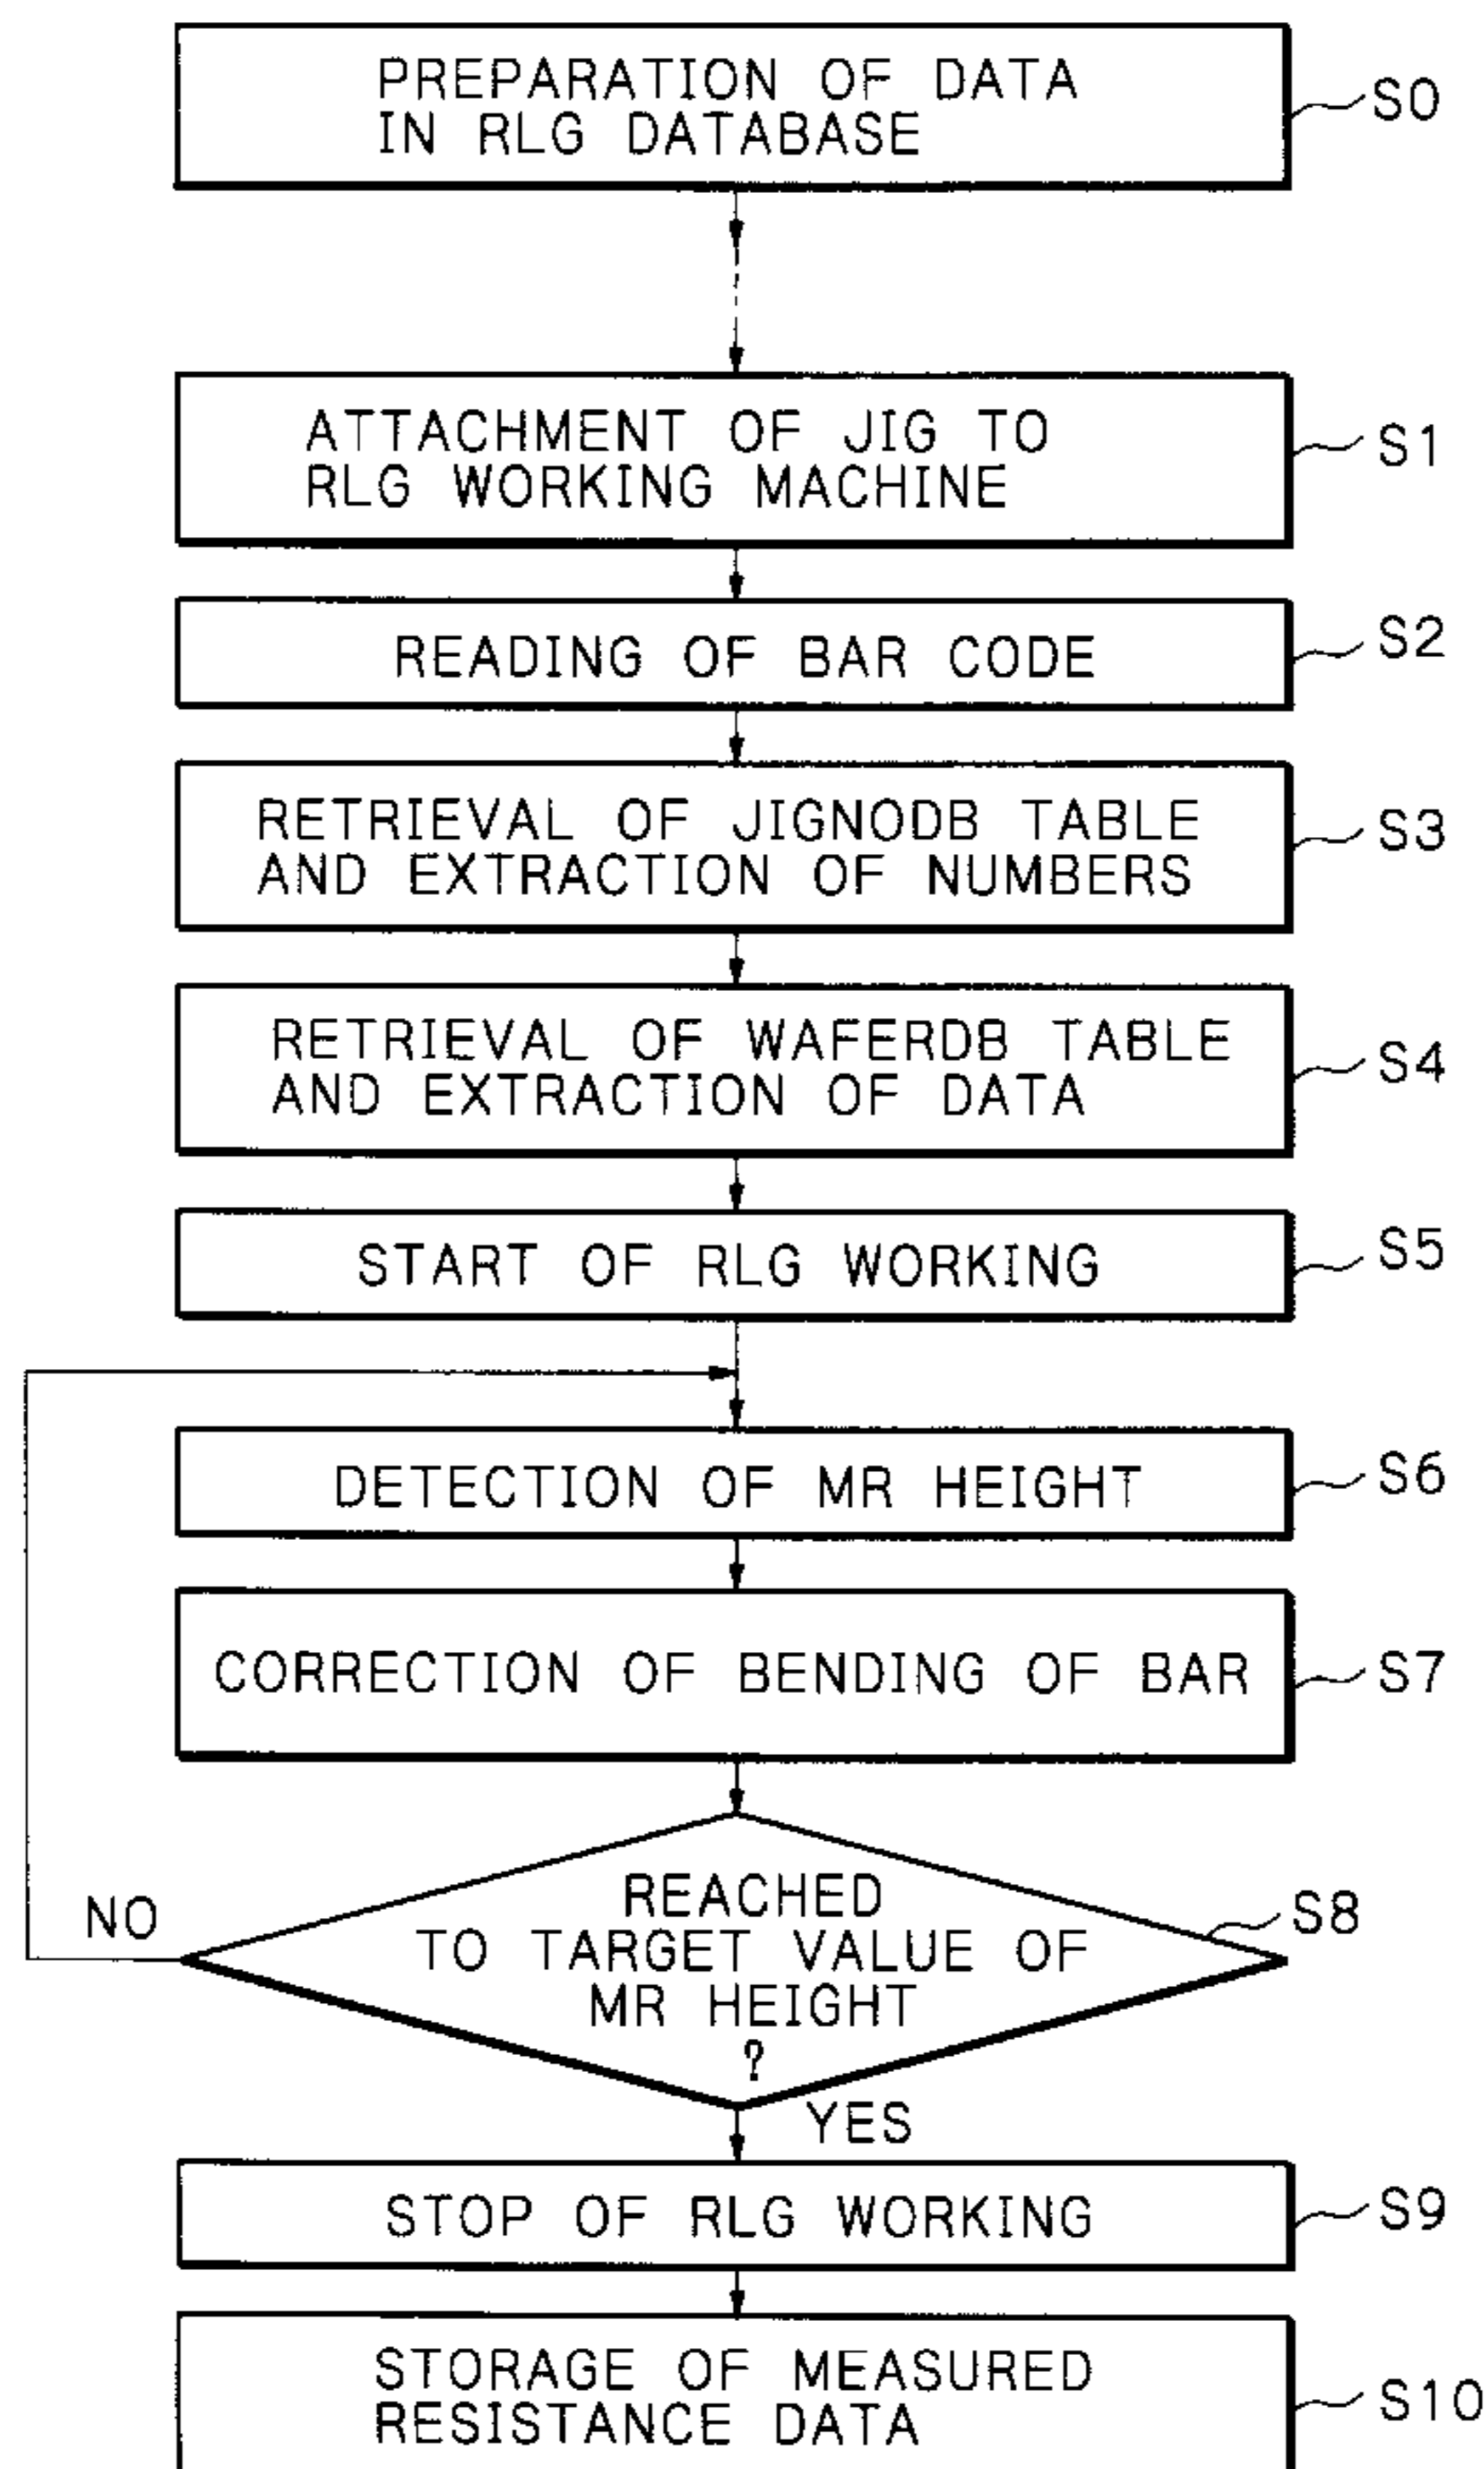 PREPARATION OF DATA
IN RLG DATABASE
S0
ATTACHMENT OF JIG TO
RLG WORKING MACHINE
S1
READING OF BAR CODE
S2
RETRIEVAL OF JIGNODB TABLE
AND EXTRACTION OF NUMBERS
S3
RETRIEVAL OF WAFERDB TABLE
AND EXTRACTION OF DATA
S4
START OF RLG WORKING
S5
DETECTION OF MR HEIGHT
S6
CORRECTION OF BENDING OF BAR
S7
REACHED
TO TARGET VALUE OF
MR HEIGHT
?
S8
NO
YES
STOP OF RLG WORKING
S9
STORAGE OF MEASURED
RESISTANCE DATA
S10